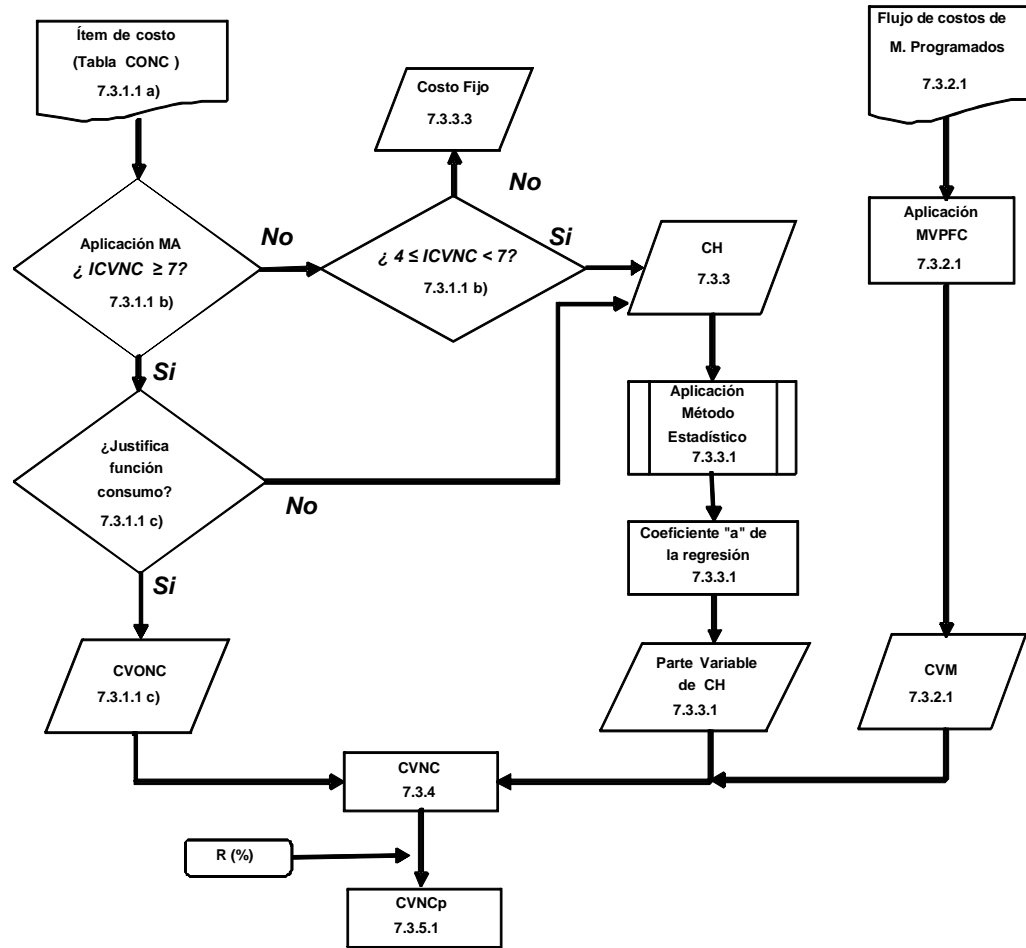 Ítem de costo
(Tabla CONC )
7.3.1.1 a)
Costo Fijo
7.3.3.3
Flujo de costos de
M. Programados
7.3.2.1
No
Aplicación MA
¿ ICVNC ≥ 7?
7.3.1.1 b)
No
¿ 4 ≤ ICVNC < 7?
7.3.1.1 b)
Si
CH
7.3.3
Aplicación
MVPFC
7.3.2.1
Si
¿Justifica
función
consumo?
7.3.1.1 c)
No
Aplicación
Método
Estadístico
7.3.3.1
Coeficiente "a" de
la regresión
7.3.3.1
Si
CVONC
7.3.1.1 c)
Parte Variable
de CH
7.3.3.1
CVM
7.3.2.1
CVNC
7.3.4
R (%)
CVNCp
7.3.5.1